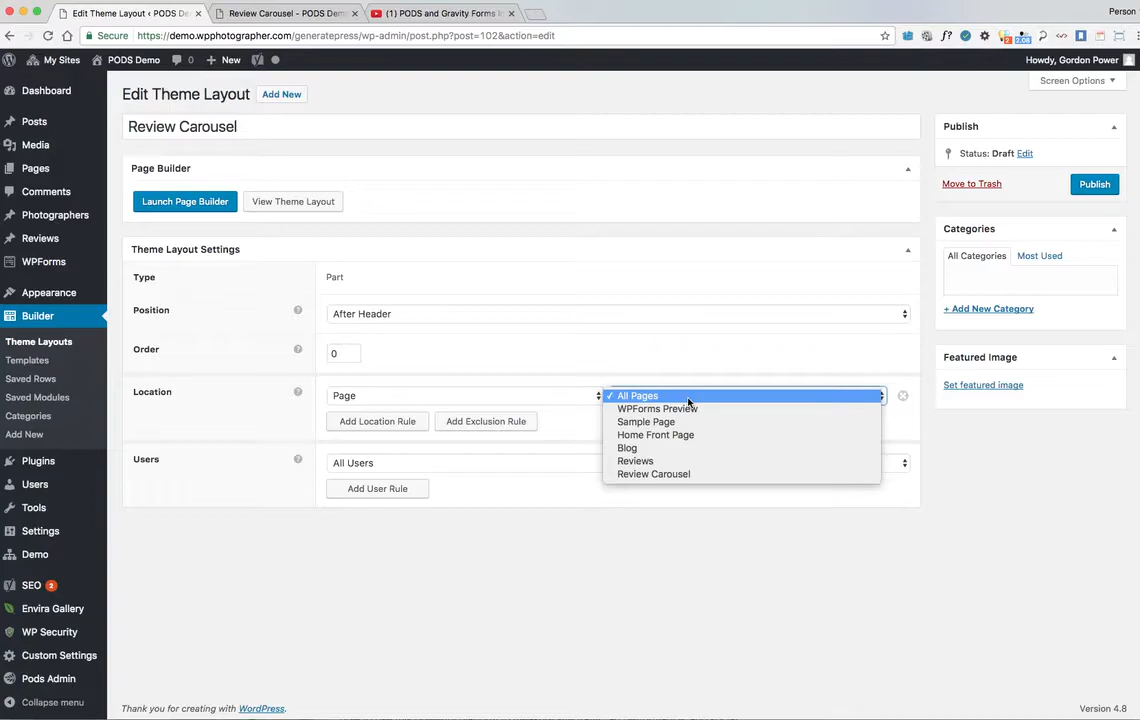 Edit Theme Layout ‹ PODS De
Review Carousel - PODS Dem
(1) PODS and Gravity Forms In
Person
Secure
https://demo.wpphotographer.com/generatepress/wp-admin/post.php?post=102&action=edit
My Sites
PODS Demo
0
New
Howdy, Gordon Power
Screen Options
Dashboard
Posts
Media
Pages
Comments
Photographers
Reviews
WPForms
Appearance
Builder
Theme Layouts
Templates
Saved Rows
Saved Modules
Categories
Add New
Plugins
Users
Tools
Settings
Demo
SEO 2
Envira Gallery
WP Security
Custom Settings
Pods Admin
Collapse menu
Edit Theme Layout
Add New
Review Carousel
Page Builder
Launch Page Builder
View Theme Layout
Theme Layout Settings
Type
Part
Position
After Header
Order
0
Location
Page
All Pages
WPForms Preview
Sample Page
Home Front Page
Blog
Reviews
Review Carousel
Add Location Rule
Add Exclusion Rule
Users
All Users
Add User Rule
Publish
Status: Draft Edit
Move to Trash
Publish
Categories
All Categories
Most Used
+ Add New Category
Featured Image
Set featured image
Thank you for creating with WordPress.
Version 4.8